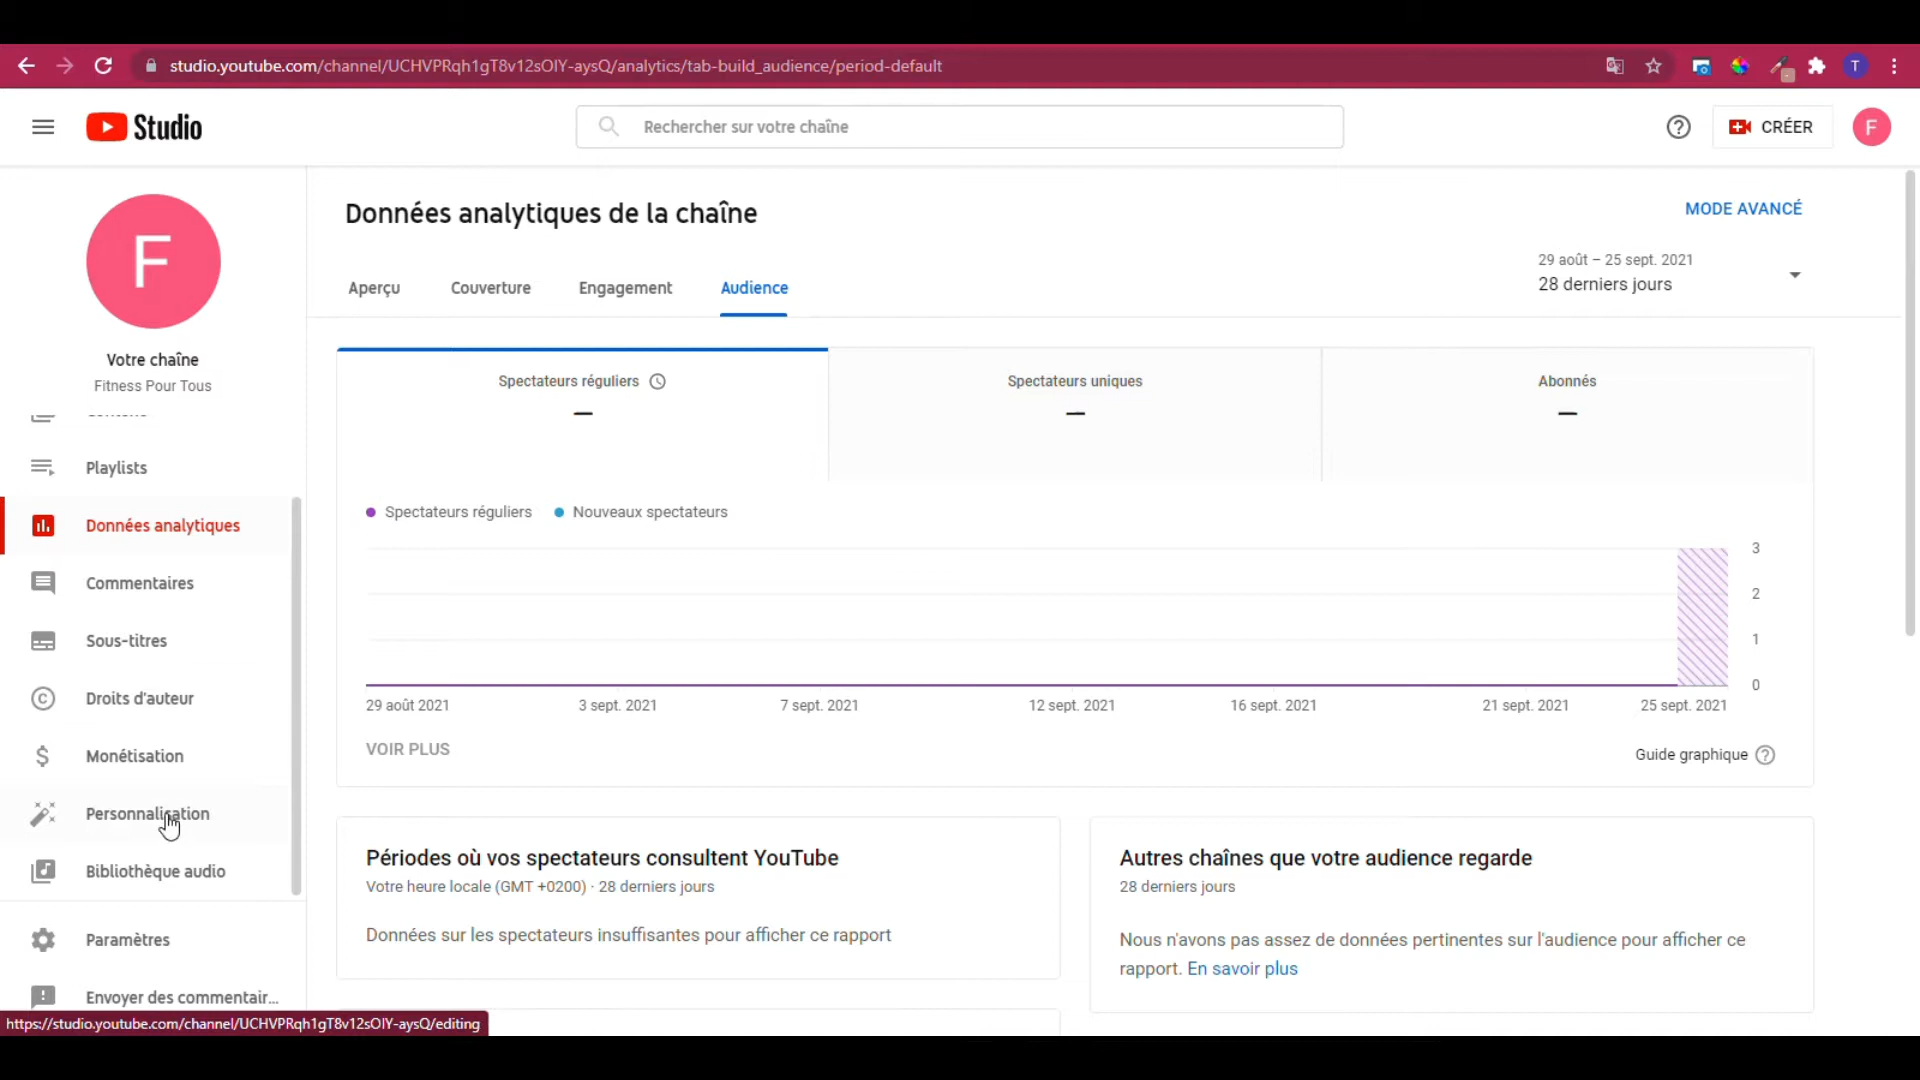 studio.youtube.com/channel/UCHVPRqh1gT8v12sOIY-aysQ/analytics/tab-build_audience/period-default
T
Studio
Rechercher sur votre chaîne
CRÉER
F
F
Votre chaîne
Fitness Pour Tous
Playlists
Données analytiques
Commentaires
Sous-titres
Droits d'auteur
Monétisation
Personnalisation
Bibliothèque audio
Paramètres
Envoyer des commentair...
Données analytiques de la chaîne
MODE AVANCÉ
Aperçu
Couverture
Engagement
Audience
29 août – 25 sept. 2021
28 derniers jours
Spectateurs réguliers
—
Spectateurs uniques
—
Abonnés
—
Spectateurs réguliers
Nouveaux spectateurs
3
2
1
0
29 août 2021
3 sept. 2021
7 sept. 2021
12 sept. 2021
16 sept. 2021
21 sept. 2021
25 sept. 2021
VOIR PLUS
Guide graphique
Périodes où vos spectateurs consultent YouTube
Votre heure locale (GMT +0200) · 28 derniers jours
Données sur les spectateurs insuffisantes pour afficher ce rapport
Autres chaînes que votre audience regarde
28 derniers jours
Nous n'avons pas assez de données pertinentes sur l'audience pour afficher ce
rapport. En savoir plus
https://studio.youtube.com/channel/UCHVPRqh1gT8v12sOIY-aysQ/editing